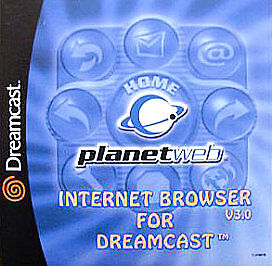 Dreamcast.
HOME
planetweb
INTERNET BROWSER
V3.0
FOR
DREAMCAST™